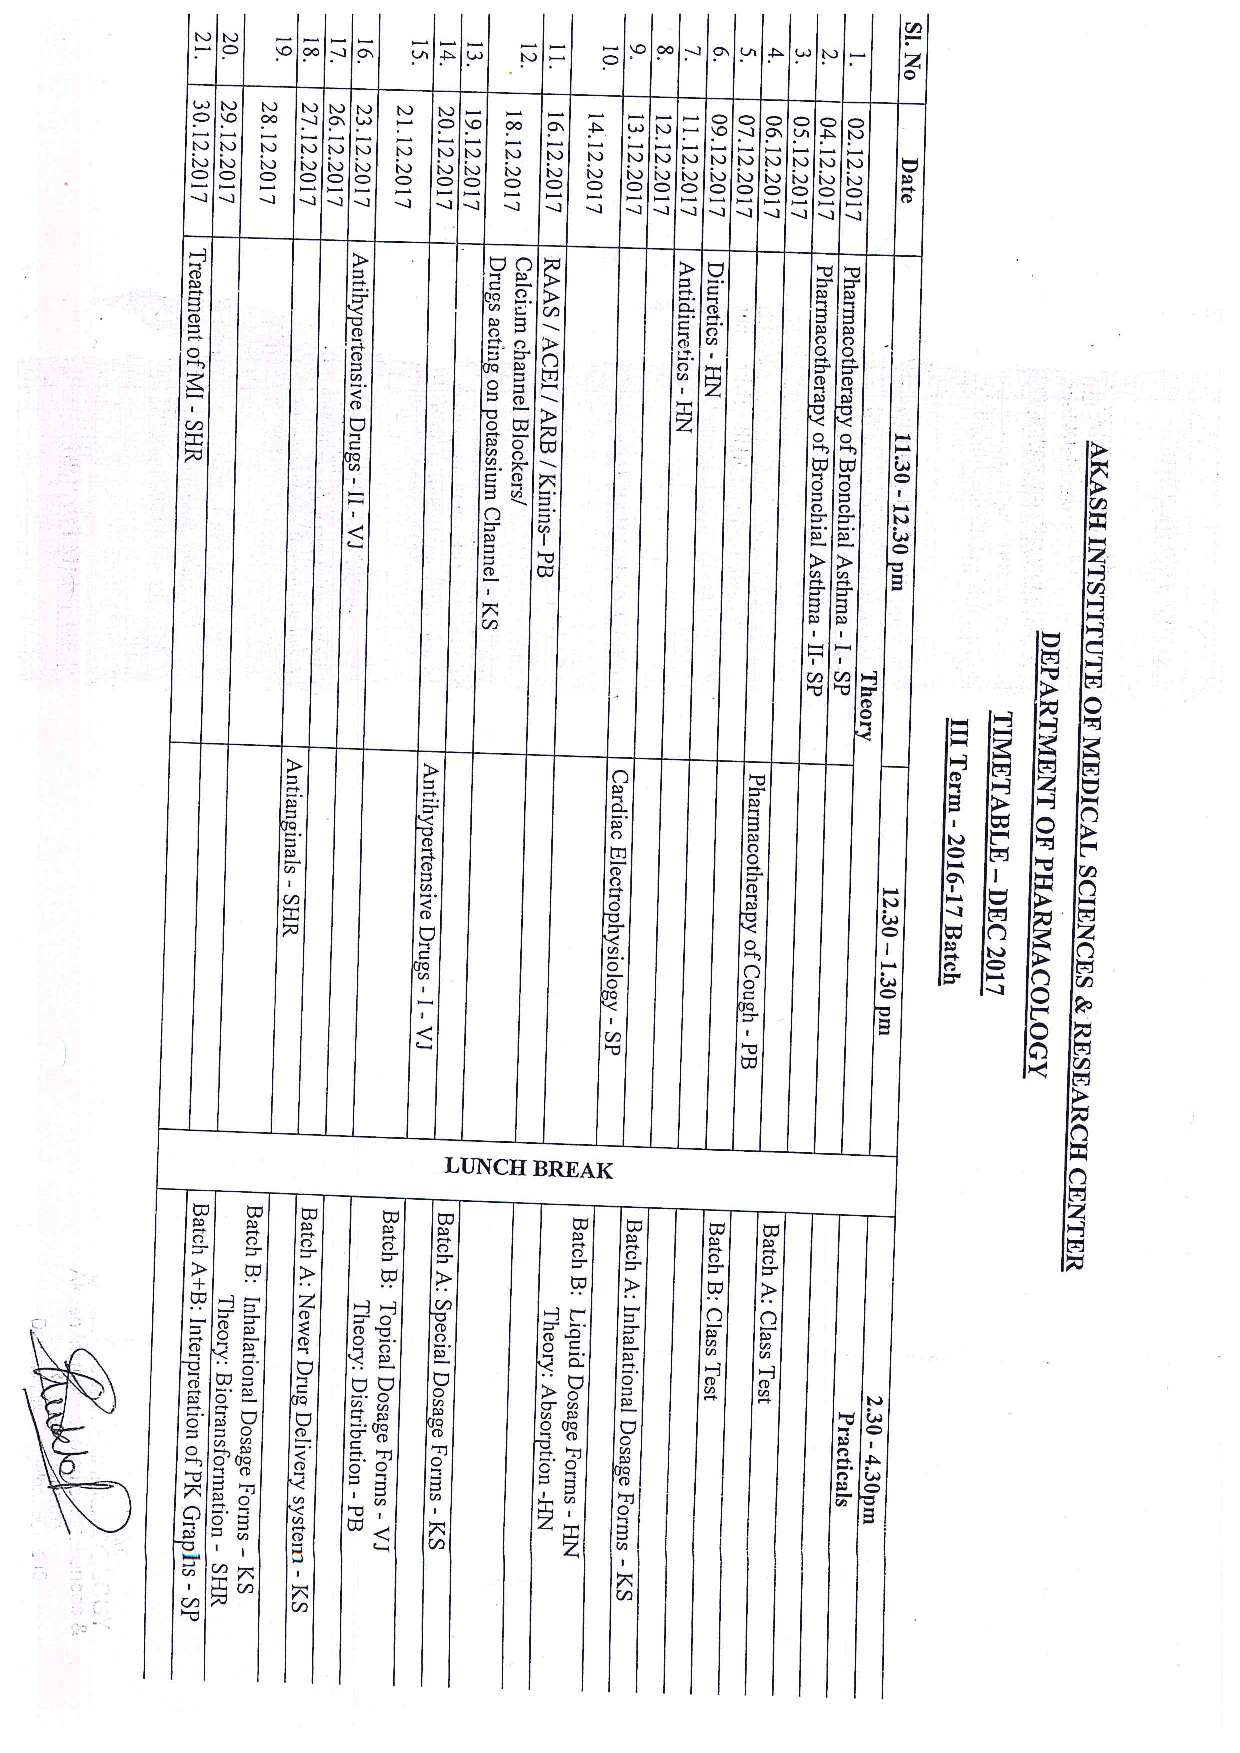 AKASH INTSTITUTE OF MEDICAL SCIENCES & RESEARCH CENTER
DEPARTMENT OF PHARMACOLOGY
TIMETABLE – DEC 2017
III Term - 2016-17 Batch
Sl. No Date 11.30 - 12.30 pm 12.30 – 1.30 pm LUNCH BREAK 2.30 - 4.30pm
Theory Practicals
1. 02.12.2017 Pharmacotherapy of Bronchial Asthma - I - SP
2. 04.12.2017 Pharmacotherapy of Bronchial Asthma - II- SP
3. 05.12.2017
4. 06.12.2017 Batch A: Class Test
5. 07.12.2017 Pharmacotherapy of Cough - PB
6. 09.12.2017 Diuretics - HN Batch B: Class Test
7. 11.12.2017 Antidiuretics - HN
8. 12.12.2017
9. 13.12.2017 Batch A: Inhalational Dosage Forms - KS
10. 14.12.2017 Cardiac Electrophysiology - SP Batch B: Liquid Dosage Forms - HN
Theory: Absorption -HN
11. 16.12.2017 RAAS / ACEI / ARB / Kinins– PB
12. 18.12.2017 Calcium channel Blockers/
Drugs acting on potassium Channel - KS
13. 19.12.2017
14. 20.12.2017 Batch A: Special Dosage Forms - KS
15. 21.12.2017 Antihypertensive Drugs - I - VJ Batch B: Topical Dosage Forms - VJ
Theory: Distribution - PB
16. 23.12.2017 Antihypertensive Drugs - II - VJ
17. 26.12.2017
18. 27.12.2017 Batch A: Newer Drug Delivery system - KS
19. 28.12.2017 Antianginals - SHR Batch B: Inhalational Dosage Forms – KS
Theory: Biotransformation - SHR
20. 29.12.2017
21. 30.12.2017 Treatment of MI - SHR Batch A+B: Interpretation of PK Graphs - SP